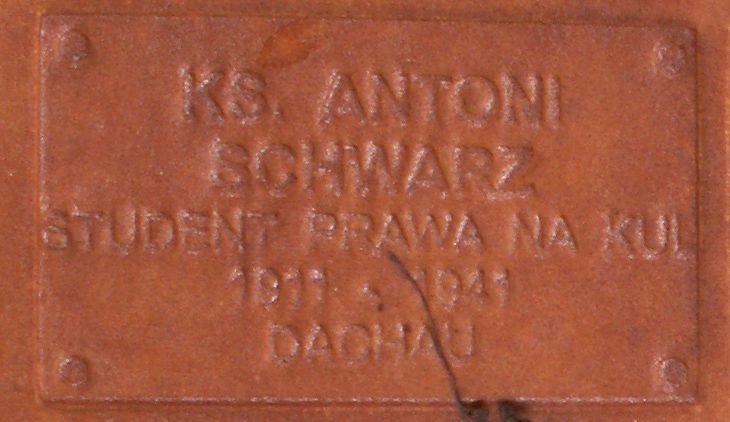 KS. ANTONI
SCHWARZ
STUDENT PRAWA NA KUL
1911 - 1941
DACHAU